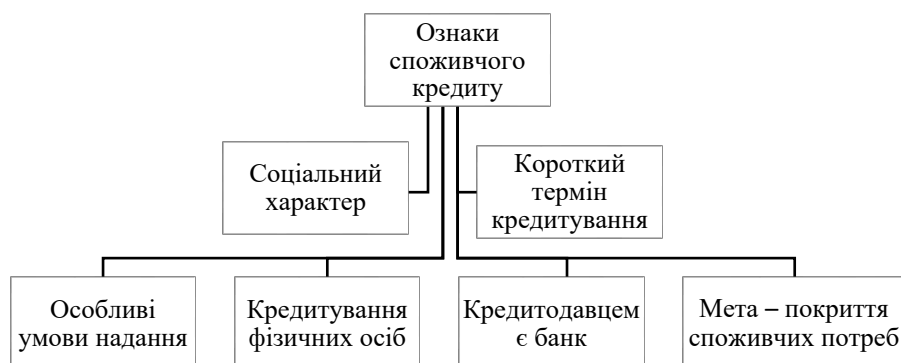 Ознаки
споживчого
кредиту
Соціальний
характер
Короткий
термін
кредитування
Особливі
умови надання
Кредитування
фізичних осіб
Кредитодавцем
є банк
Мета – покриття
споживчих потреб